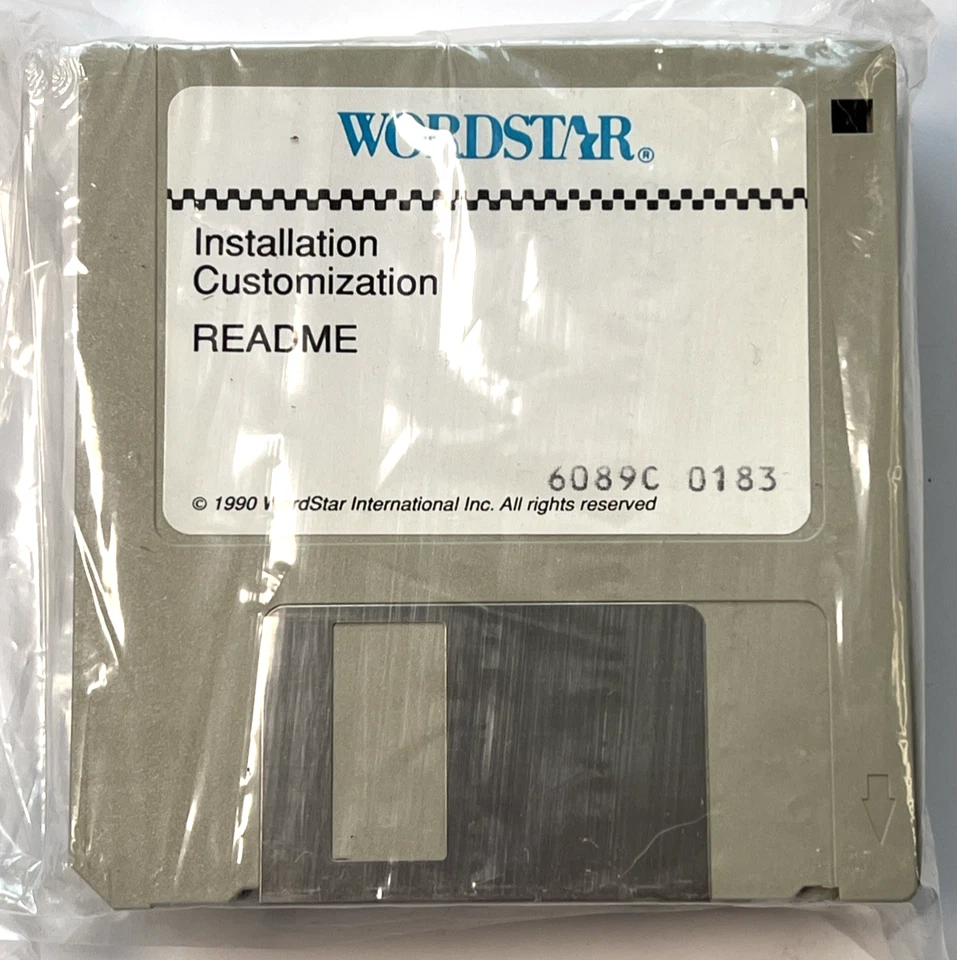 WORDSTAR®
Installation
Customization
README
6089C 0183
© 1990 WordStar International Inc. All rights reserved